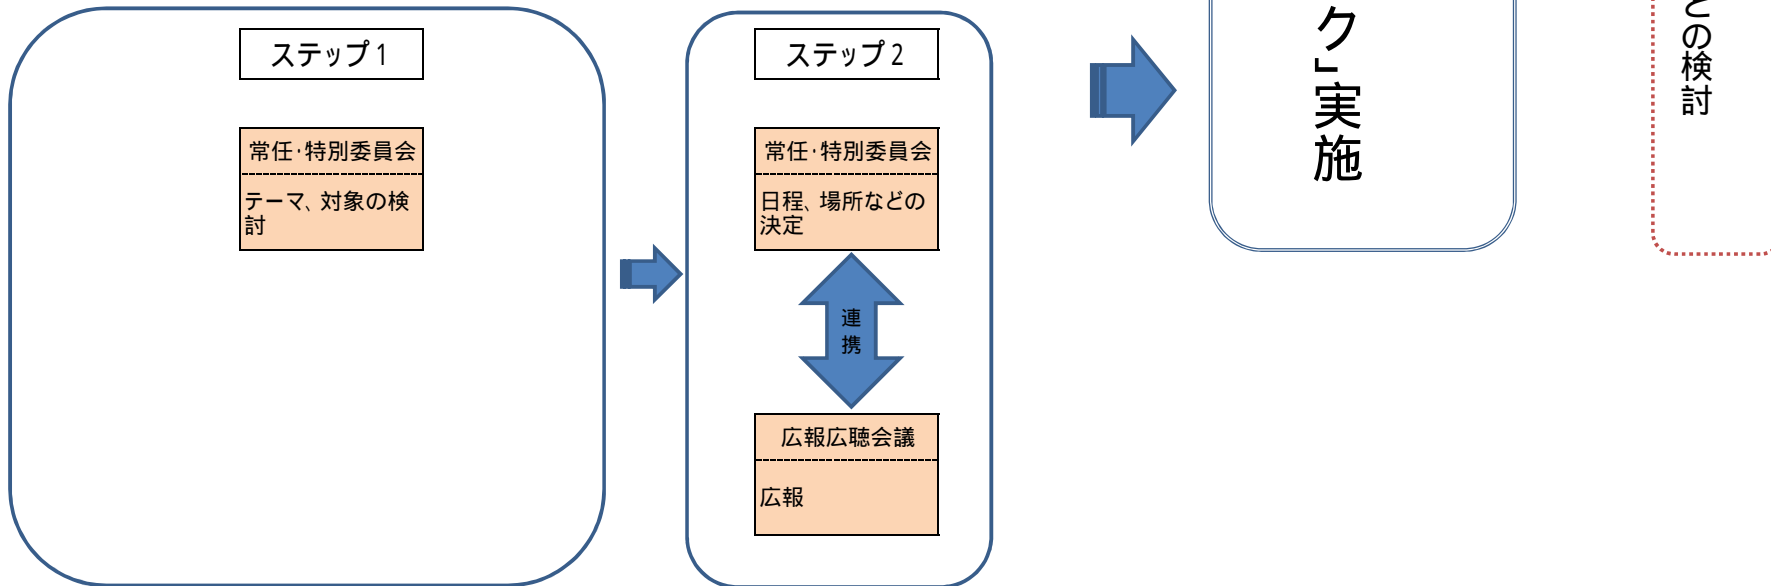 ステップ1
常任・特別委員会
テーマ、対象の検
討
ステップ2
常任・特別委員会
日程、場所などの
決定
連
携
広報広聴会議
広報
ク」実施
どの検討